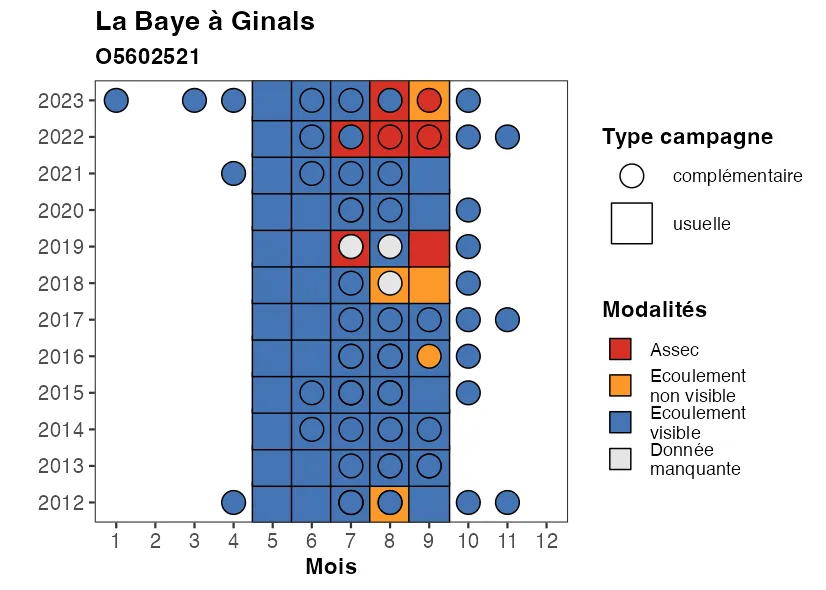 La Baye à Ginals
O5602521
2023
2022
2021
2020
2019
2018
2017
2016
2015
2014
2013
2012
1 2 3 4 5 6 7 8 9 10 11 12
Mois
Type campagne
complémentaire
usuelle
Modalités
Assec
Ecoulement
non visible
Ecoulement
visible
Donnée
manquante